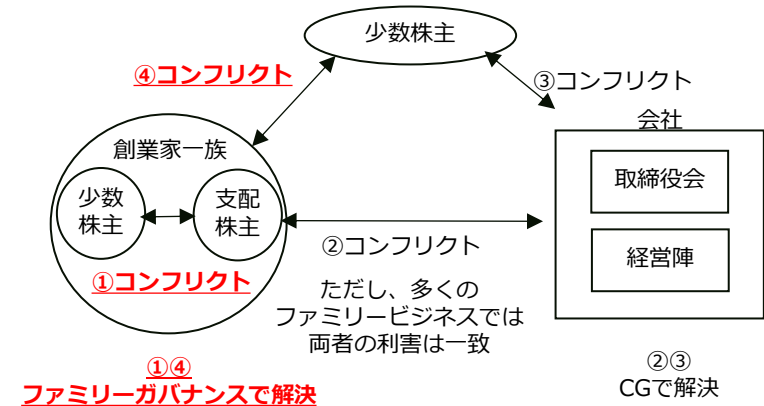 少数株主
④コンフリクト
③コンフリクト
会社
創業家一族
取締役会
少数
株主
支配
株主
経営陣
②コンフリクト
①コンフリクト
ただし、多くの
ファミリービジネスでは
両者の利害は一致
①④
ファミリーガバナンスで解決
②③
CGで解決